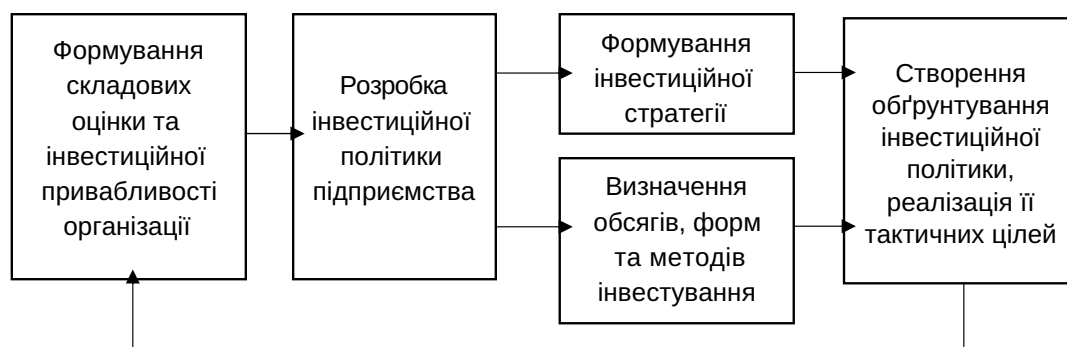 Формування
складових
оцінки та
інвестиційної
привабливості
організації
Розробка
інвестиційної
політики
підприємства
Формування
інвестиційної
стратегії
Визначення
обсягів, форм
та методів
інвестування
Створення
обґрунтування
інвестиційної
політики,
реалізація її
тактичних цілей